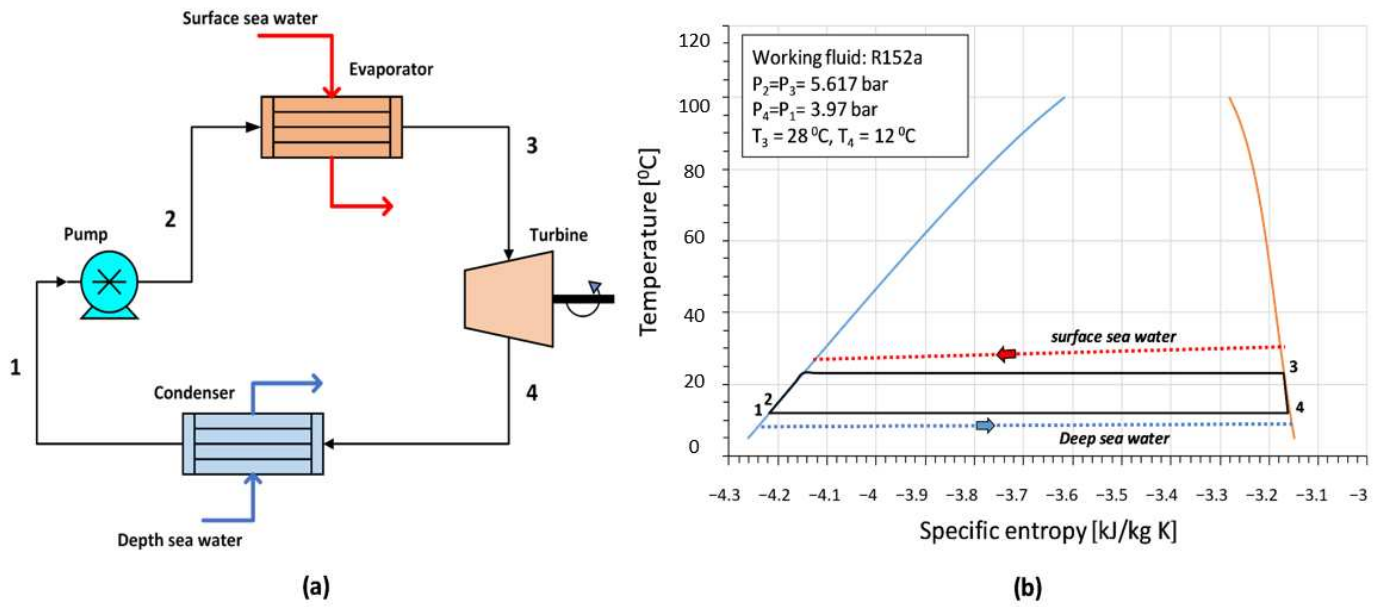 Surface sea water
Evaporator
3
2
Pump
Turbine
1
Condenser
4
Depth sea water
(a)
Working fluid: R152a
P₂=P₃= 5.617 bar
P₄=P₁= 3.97 bar
T₃ = 28 ⁰C, T₄ = 12 ⁰C
Temperature [⁰C]
120
100
80
60
40
20
0
surface sea water
3
2
1
4
Deep sea water
−4.3 −4.2 −4.1 −4 −3.9 −3.8 −3.7 −3.6 −3.5 −3.4 −3.3 −3.2 −3.1 −3
Specific entropy [kJ/kg K]
(b)